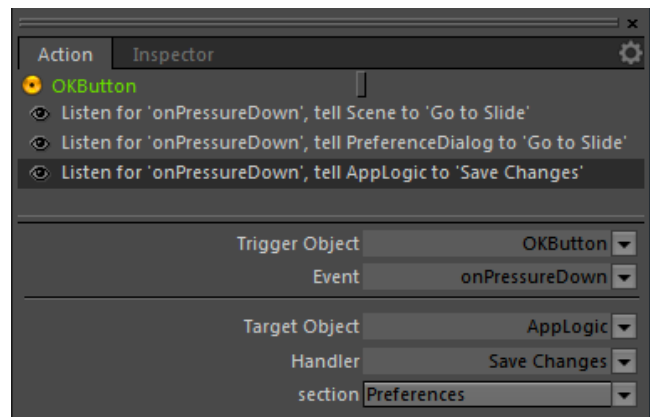 Action Inspector
OKButton
Listen for 'onPressureDown', tell Scene to 'Go to Slide'
Listen for 'onPressureDown', tell PreferenceDialog to 'Go to Slide'
Listen for 'onPressureDown', tell AppLogic to 'Save Changes'
Trigger Object OKButton
Event onPressureDown
Target Object AppLogic
Handler Save Changes
section Preferences